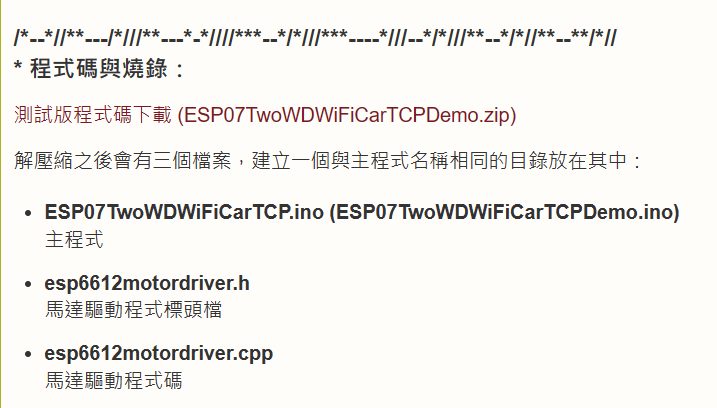 /*--*//**---/*///**---*-*////***--*/*///***----*///--*/*///**--*/*//**--**/*//
* 程式碼與燒錄：
測試版程式碼下載 (ESP07TwoWDWiFiCarTCPDemo.zip)
解壓縮之後會有三個檔案，建立一個與主程式名稱相同的目錄放在其中：
• ESP07TwoWDWiFiCarTCP.ino (ESP07TwoWDWiFiCarTCPDemo.ino)
主程式
• esp6612motordriver.h
馬達驅動程式標頭檔
• esp6612motordriver.cpp
馬達驅動程式碼